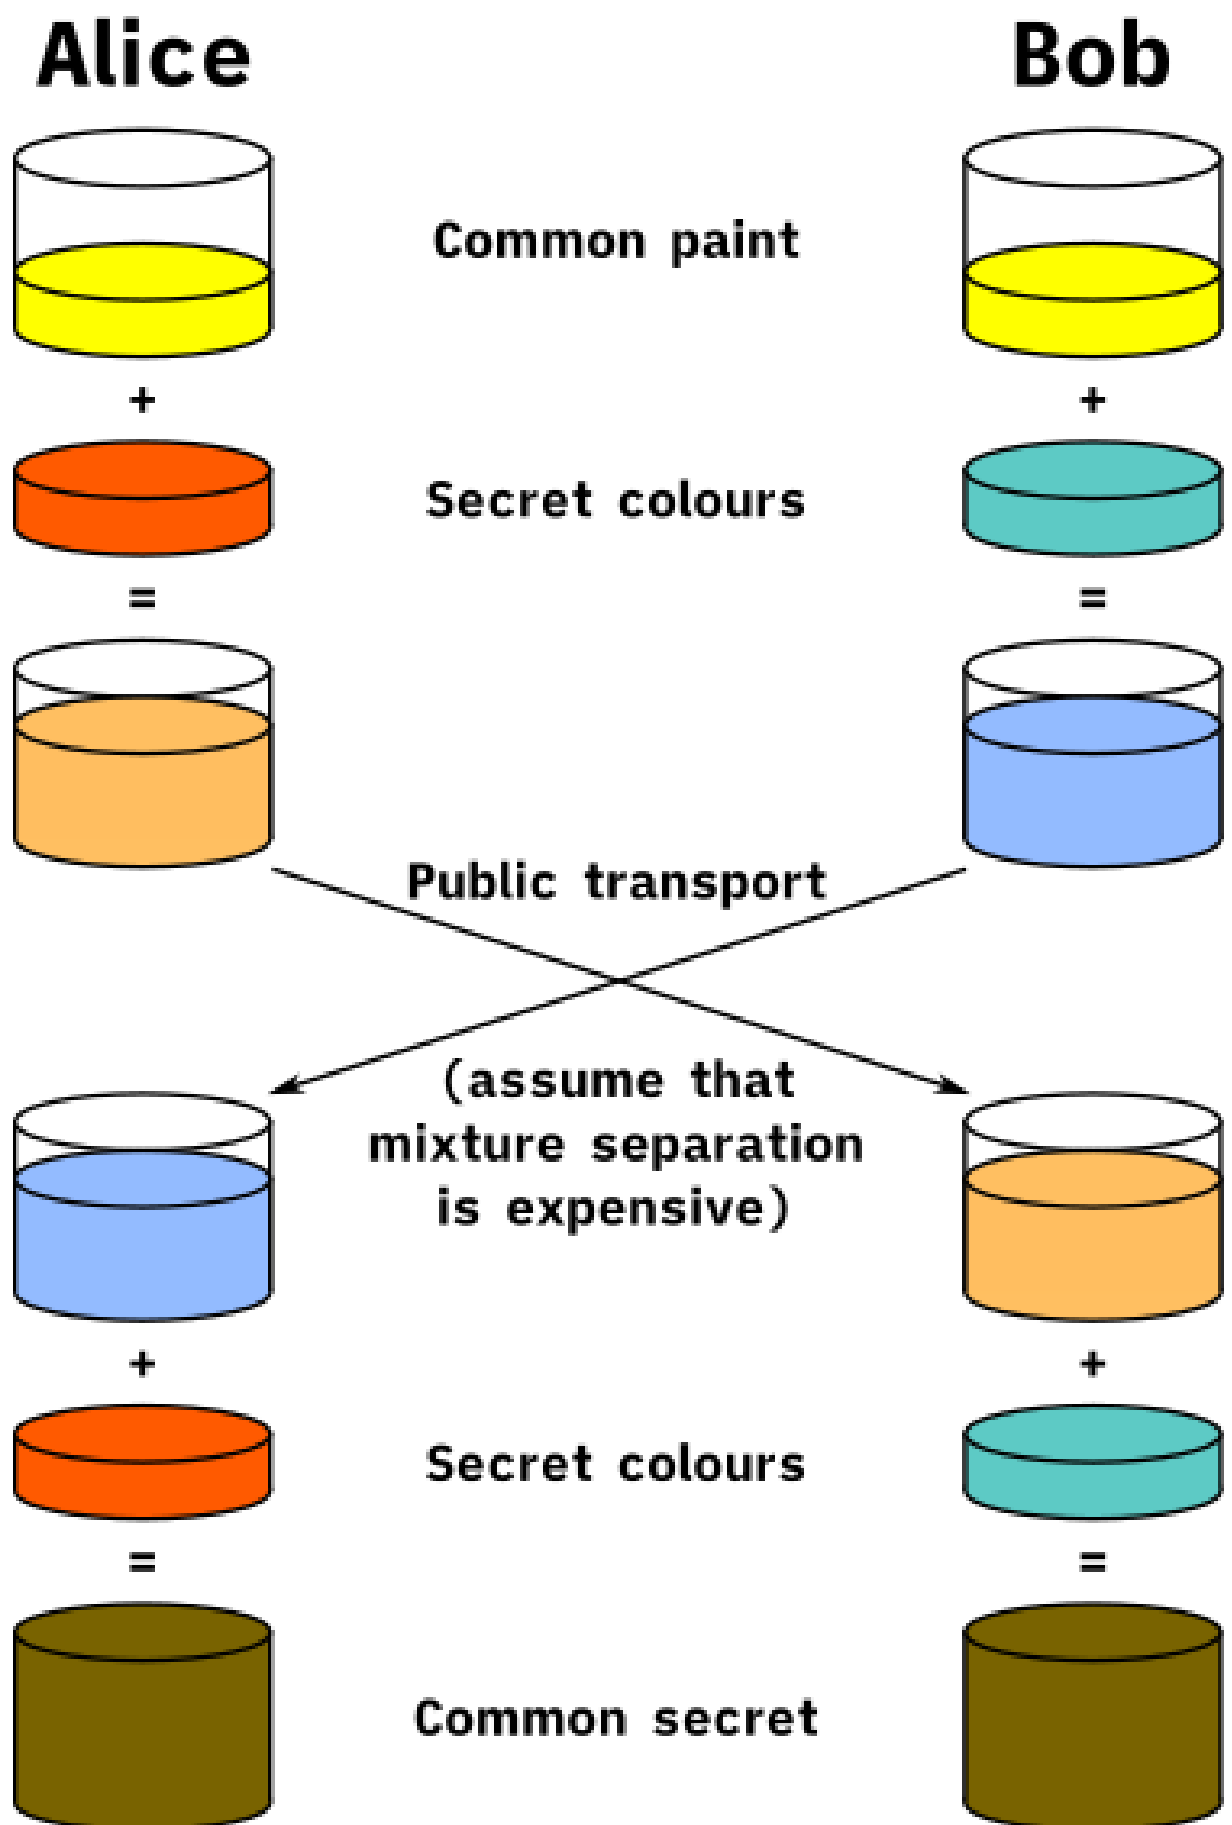 Alice
Bob
Common paint
+
+
Secret colours
=
=
Public transport
(assume that
mixture separation
is expensive)
+
+
Secret colours
=
=
Common secret